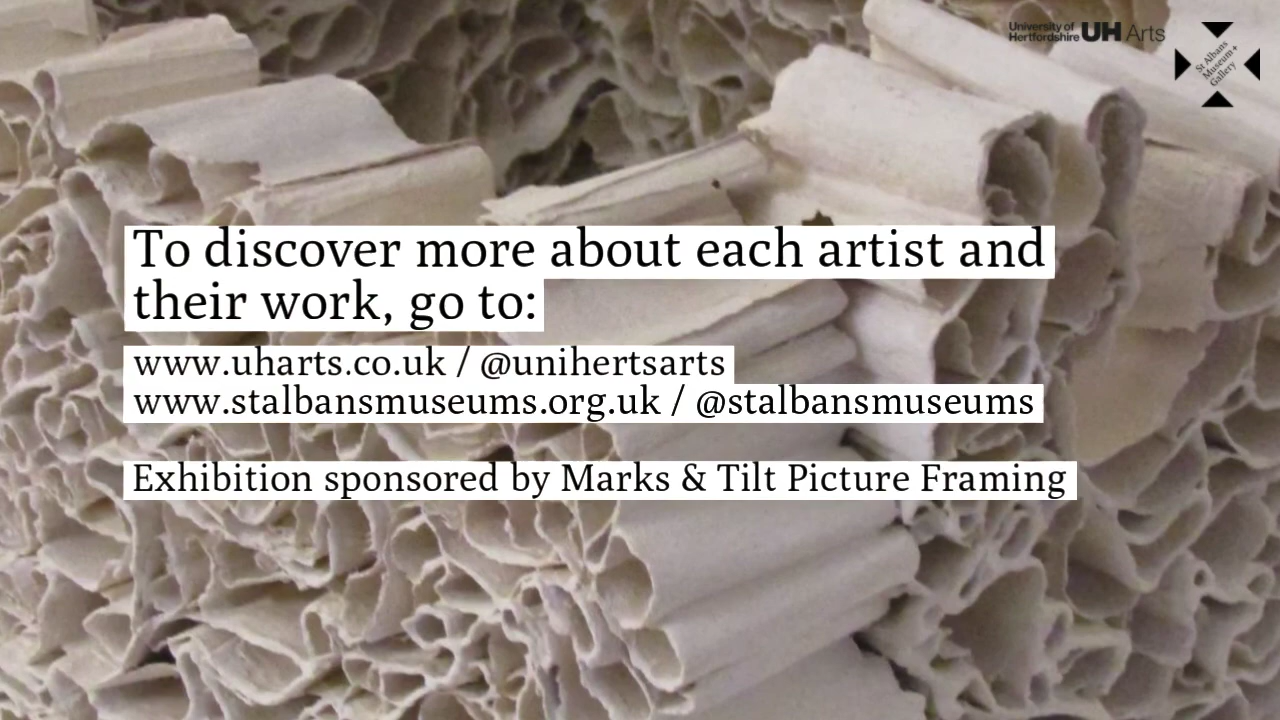 University of
Hertfordshire UH Arts
St Albans
Museum +
Gallery
To discover more about each artist and
their work, go to:
www.uharts.co.uk / @unihertsarts
www.stalbansmuseums.org.uk / @stalbansmuseums
Exhibition sponsored by Marks & Tilt Picture Framing